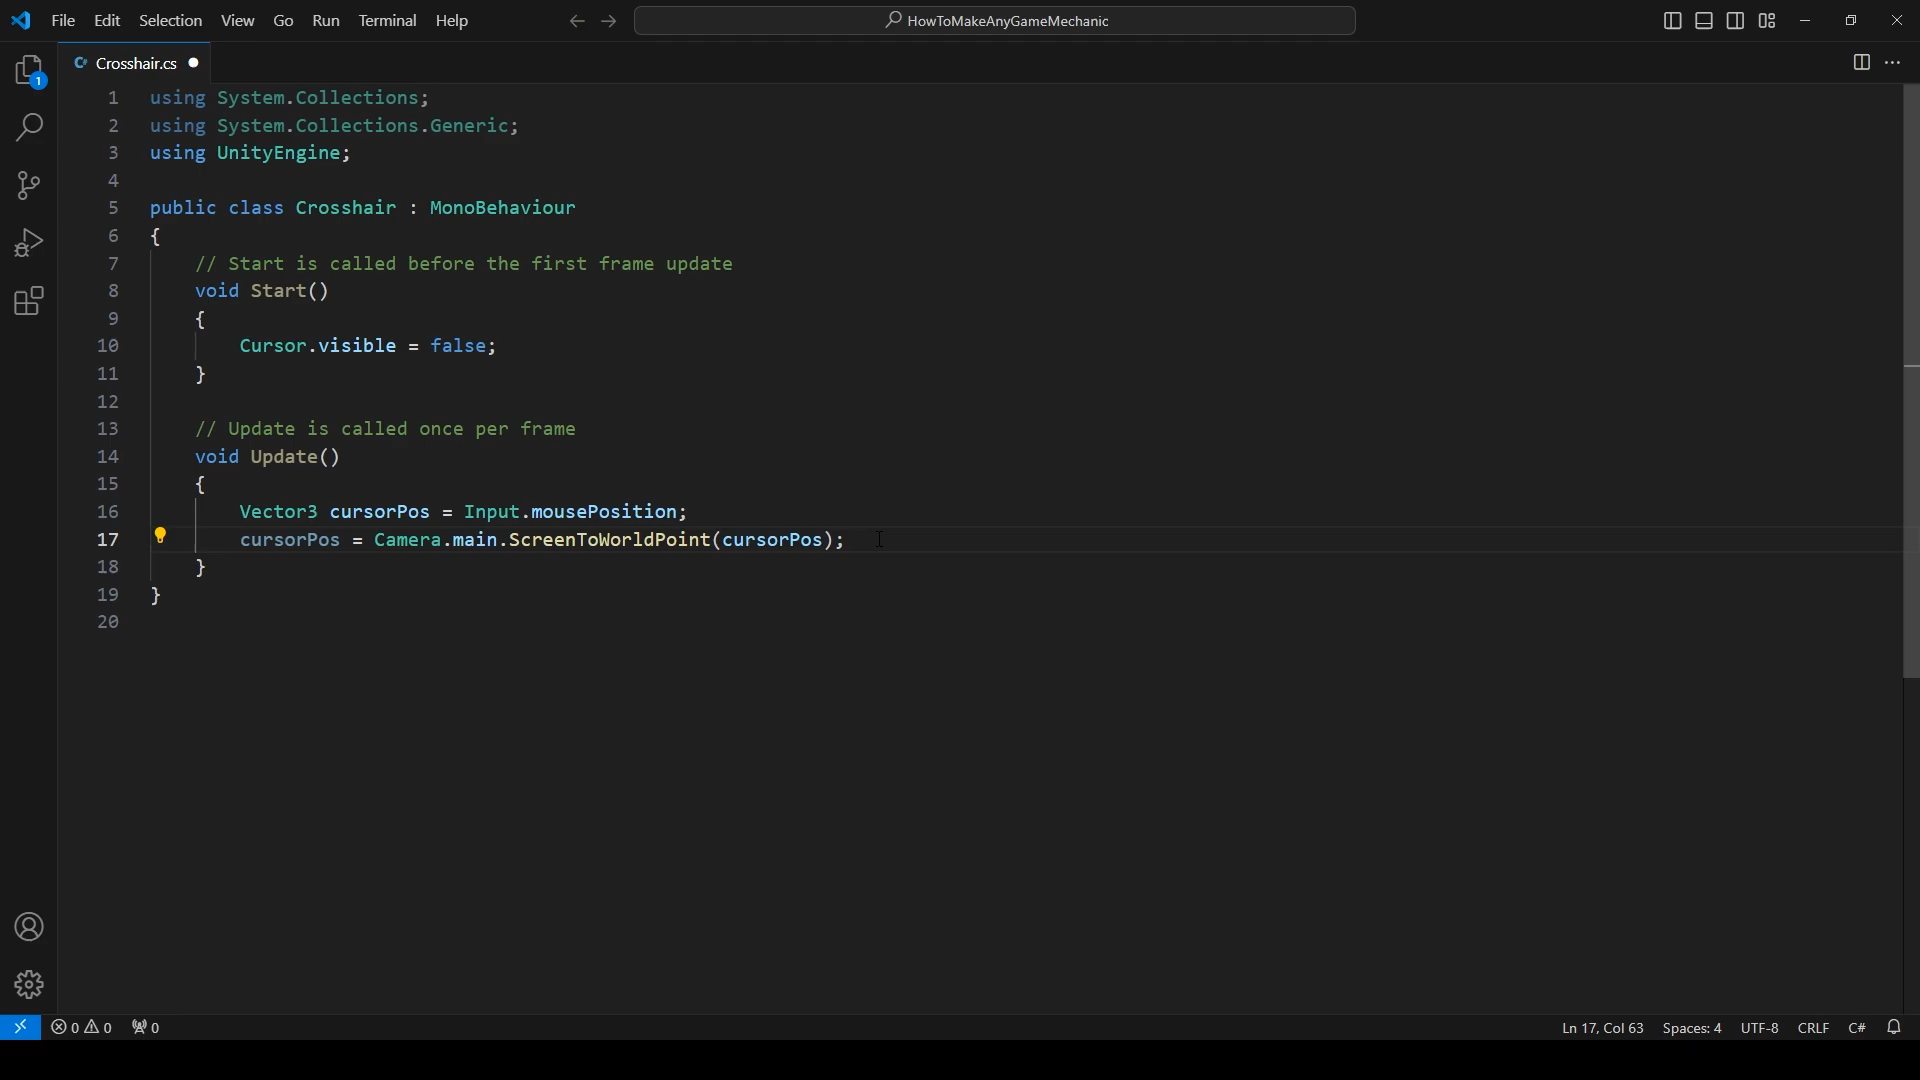 File Edit Selection View Go Run Terminal Help
HowToMakeAnyGameMechanic
C# Crosshair.cs
1 using System.Collections;
2 using System.Collections.Generic;
3 using UnityEngine;
4
5 public class Crosshair : MonoBehaviour
6 {
7 // Start is called before the first frame update
8 void Start()
9 {
10 Cursor.visible = false;
11 }
12
13 // Update is called once per frame
14 void Update()
15 {
16 Vector3 cursorPos = Input.mousePosition;
17 cursorPos = Camera.main.ScreenToWorldPoint(cursorPos);
18 }
19 }
20
1
0 0 0 Ln 17, Col 63 Spaces: 4 UTF-8 CRLF C#